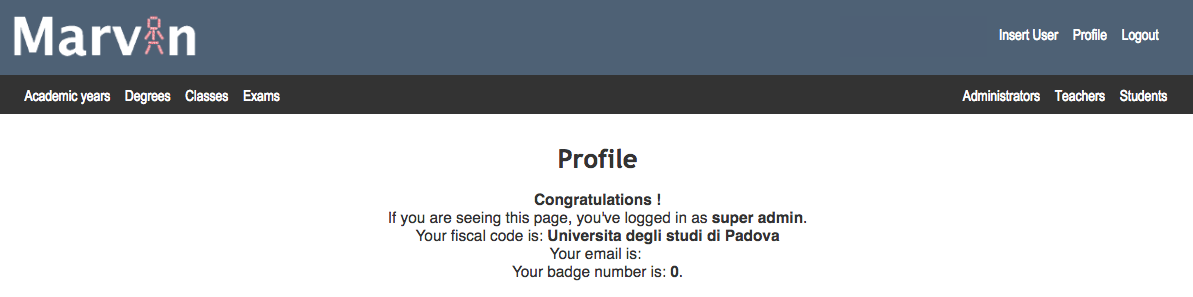 Marvin
Insert User Profile Logout
Academic years Degrees Classes Exams Administrators Teachers Students
Profile
Congratulations !
If you are seeing this page, you've logged in as super admin.
Your fiscal code is: Universita degli studi di Padova
Your email is:
Your badge number is: 0.